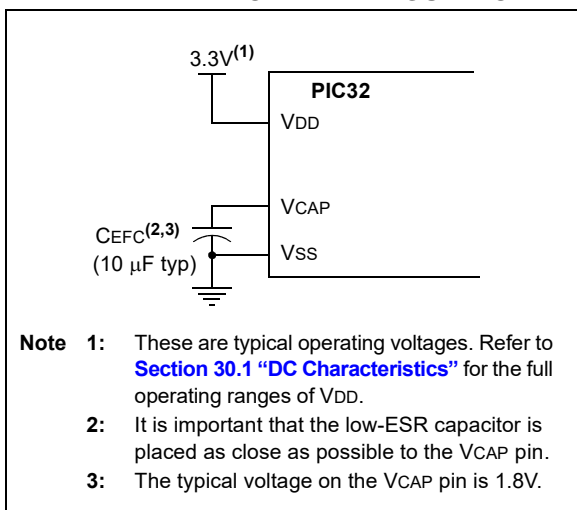 3.3V(1)
PIC32
VDD
VCAP
CEFC(2,3)
(10 μF typ)
VSS
Note 1: These are typical operating voltages. Refer to
Section 30.1 “DC Characteristics” for the full
operating ranges of VDD.
2: It is important that the low-ESR capacitor is
placed as close as possible to the VCAP pin.
3: The typical voltage on the VCAP pin is 1.8V.